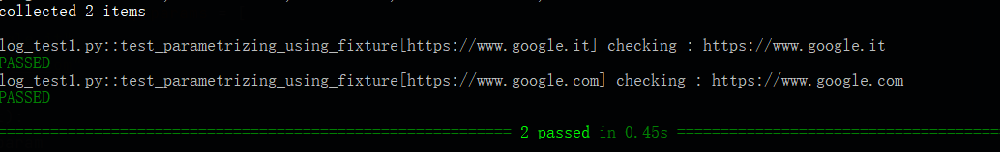 collected 2 items
log_test1.py::test_parametrizing_using_fixture[https://www.google.it] checking : https://www.google.it
PASSED
log_test1.py::test_parametrizing_using_fixture[https://www.google.com] checking : https://www.google.com
PASSED
============================================================ 2 passed in 0.45s ======================================